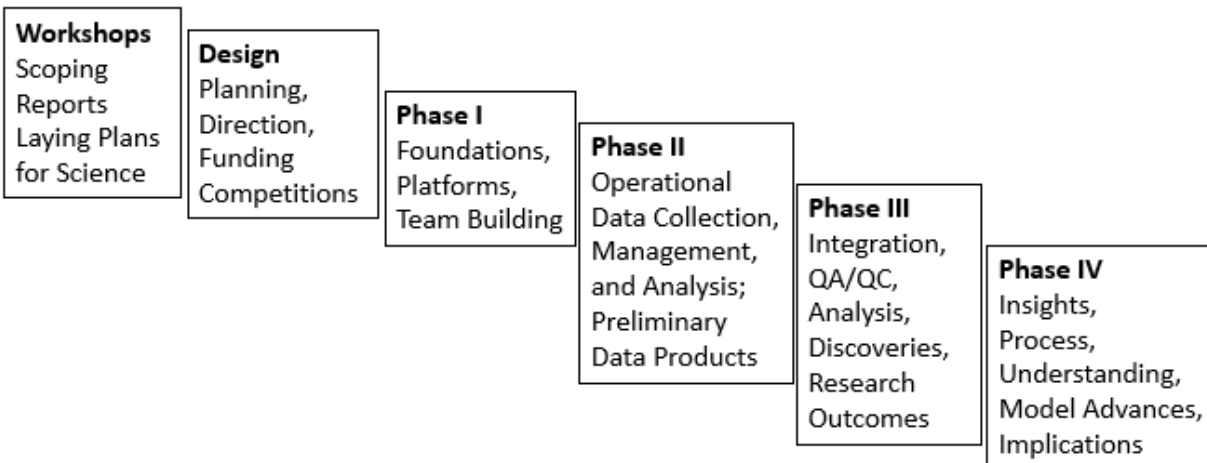 Workshops
Scoping
Reports
Laying Plans
for Science
Design
Planning,
Direction,
Funding
Competitions
Phase I
Foundations,
Platforms,
Team Building
Phase II
Operational
Data Collection,
Management,
and Analysis;
Preliminary
Data Products
Phase III
Integration,
QA/QC,
Analysis,
Discoveries,
Research
Outcomes
Phase IV
Insights,
Process,
Understanding,
Model Advances,
Implications